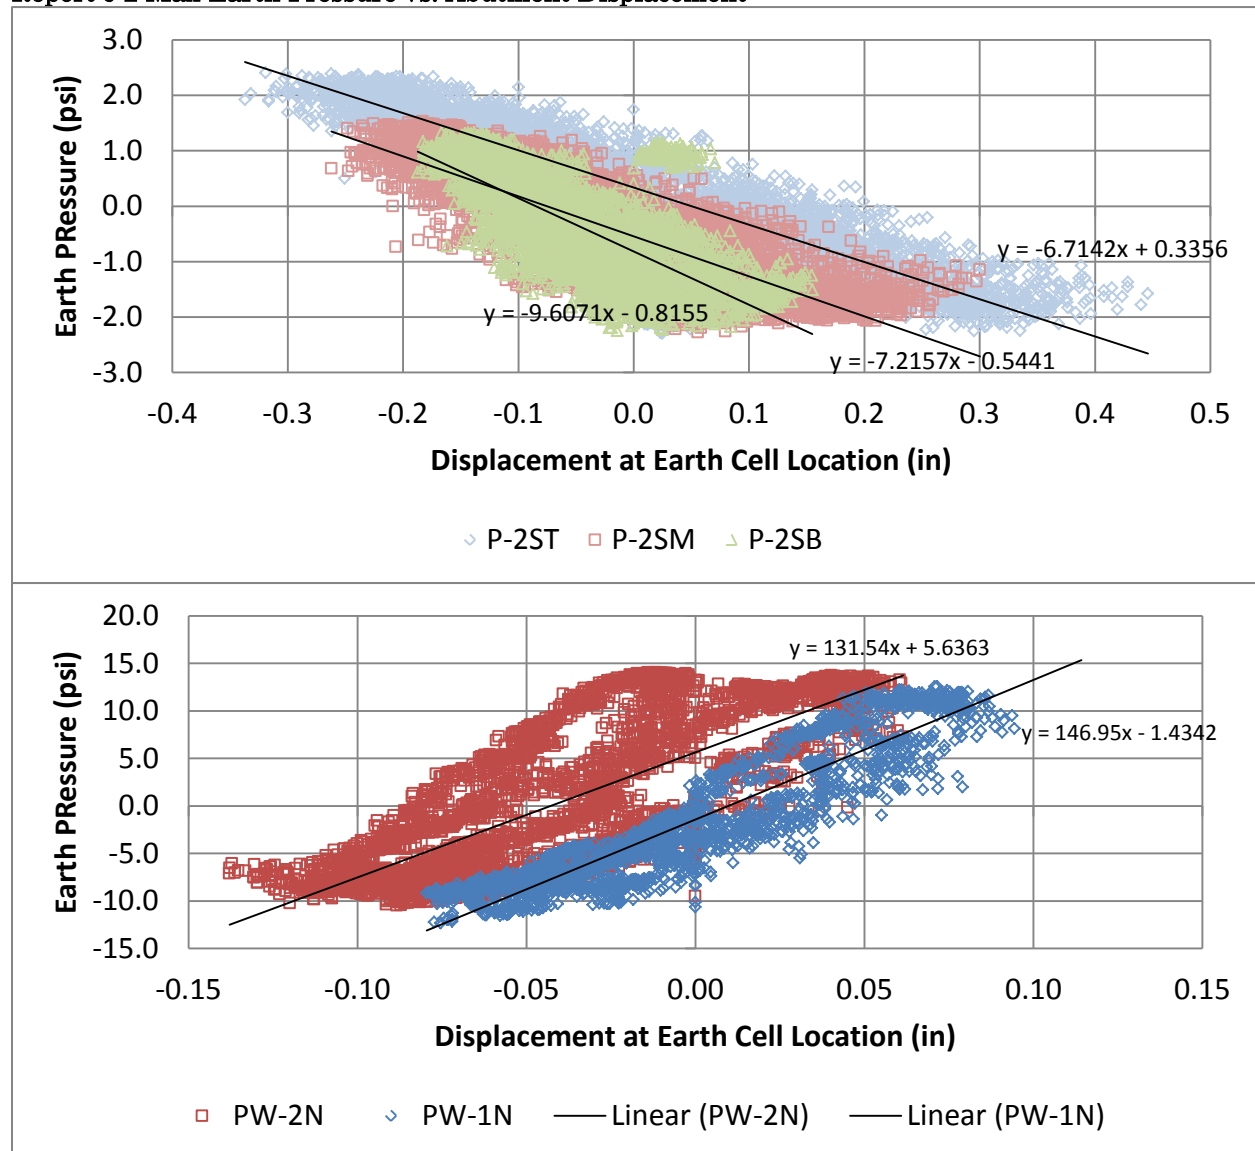 3.0
2.0
1.0
0.0
-1.0
-2.0
-3.0
Earth PRessure (psi)
y = -6.7142x + 0.3356
y = -9.6071x - 0.8155
y = -7.2157x - 0.5441
-0.4 -0.3 -0.2 -0.1 0.0 0.1 0.2 0.3 0.4 0.5
Displacement at Earth Cell Location (in)
P-2ST P-2SM P-2SB
20.0
15.0
10.0
5.0
0.0
-5.0
-10.0
-15.0
Earth PRessure (psi)
y = 131.54x + 5.6363
y = 146.95x - 1.4342
-0.15 -0.10 -0.05 0.00 0.05 0.10 0.15
Displacement at Earth Cell Location (in)
PW-2N PW-1N Linear (PW-2N) Linear (PW-1N)